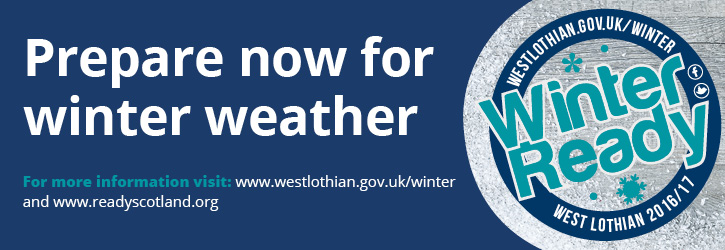 Prepare now for
winter weather
For more information visit: www.westlothian.gov.uk/winter
and www.readyscotland.org
WESTLOTHIAN.GOV.UK/WINTER
Winter
Ready
WEST LOTHIAN 2016/17